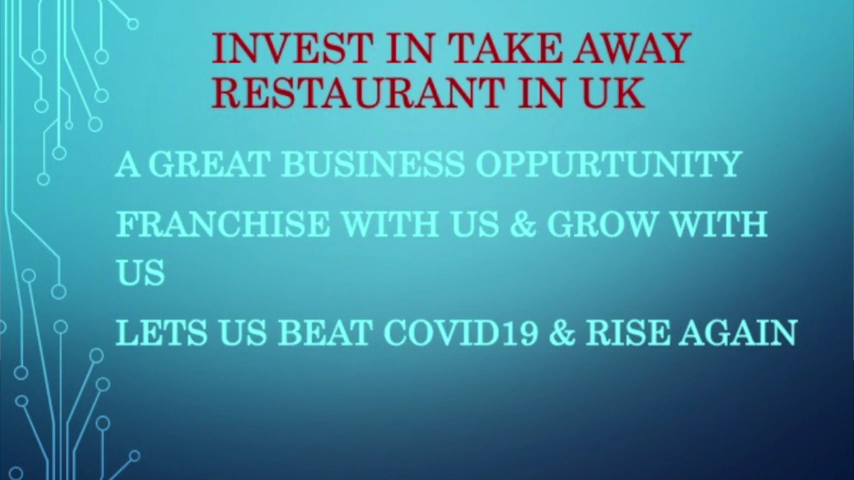 INVEST IN TAKE AWAY
RESTAURANT IN UK
A GREAT BUSINESS OPPURTUNITY
FRANCHISE WITH US & GROW WITH
US
LETS US BEAT COVID19 & RISE AGAIN